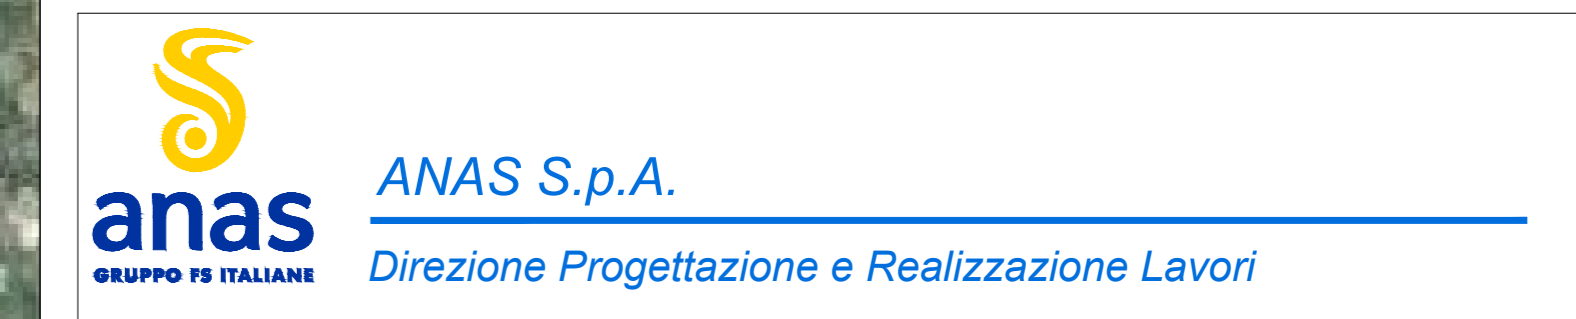 anas
GRUPPO FS ITALIANE
ANAS S.p.A.
Direzione Progettazione e Realizzazione Lavori